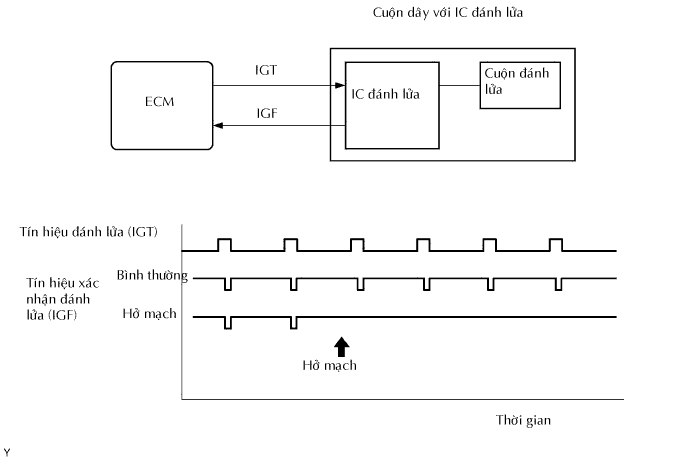 Cuộn dây với IC đánh lửa
IGT
ECM
IGF
IC đánh lửa
Cuộn đánh
lửa
Tín hiệu đánh lửa (IGT)
Tín hiệu xác
nhận đánh
lửa (IGF)
Bình thường
Hở mạch
Hở mạch
Thời gian
Y